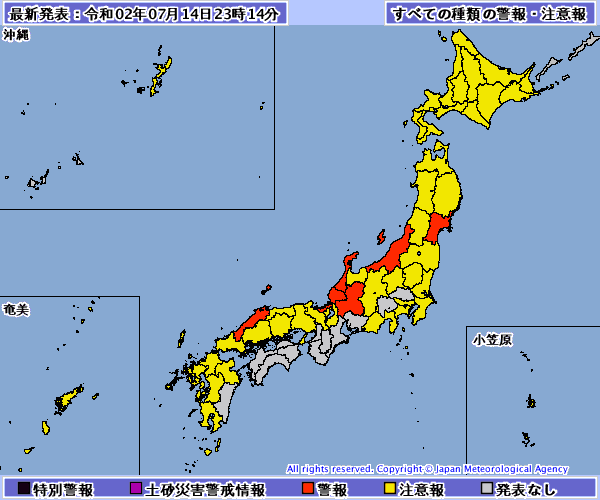 最新発表：令和02年07月14日23時14分
すべての種類の警報・注意報
沖縄
奄美
小笠原
All rights reserved. Copyright © Japan Meteorological Agency
特別警報
土砂災害警戒情報
警報
注意報
発表なし